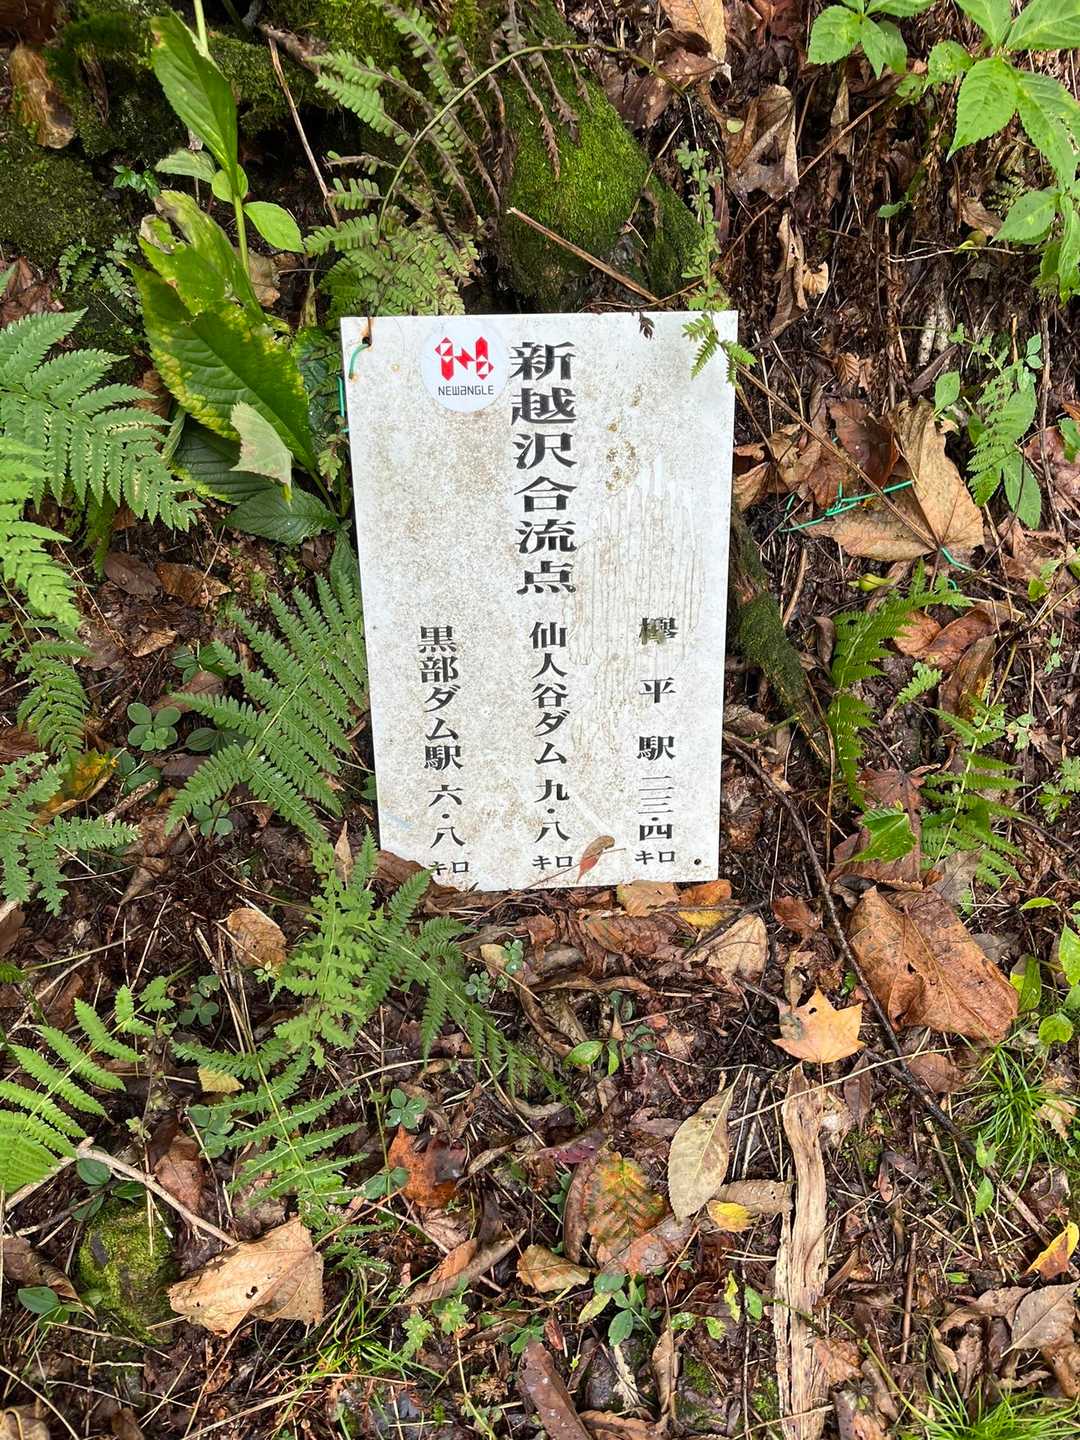 新越沢合流点
欅平駅 二三・四キロ
仙人谷ダム 九・八キロ
黒部ダム駅 六・八キロ
NEWANGLE